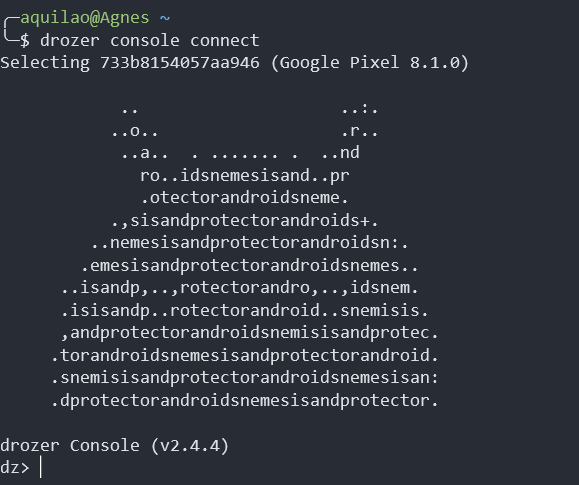 ╭─aquilao@Agnes ~
╰─$ drozer console connect
Selecting 733b8154057aa946 (Google Pixel 8.1.0)
            ..                       ..:.
           ..o..                   .r..
            ..a..  . ....... .  ..nd
              ro..idsnemesisand..pr
              .otectorandroidsneme.
           .,sisandprotectorandroids+.
         ..nemesisandprotectorandroidsn:.
        .emesisandprotectorandroidsnemes..
      ..isandp,..,rotectorandro,..,idsnem.
      .isisandp..rotectorandroid..snemisis.
      ,andprotectorandroidsnemisisandprotec.
     .torandroidsnemesisandprotectorandroid.
     .snemisisandprotectorandroidsnemesisan:
     .dprotectorandroidsnemesisandprotector.
drozer Console (v2.4.4)
dz>